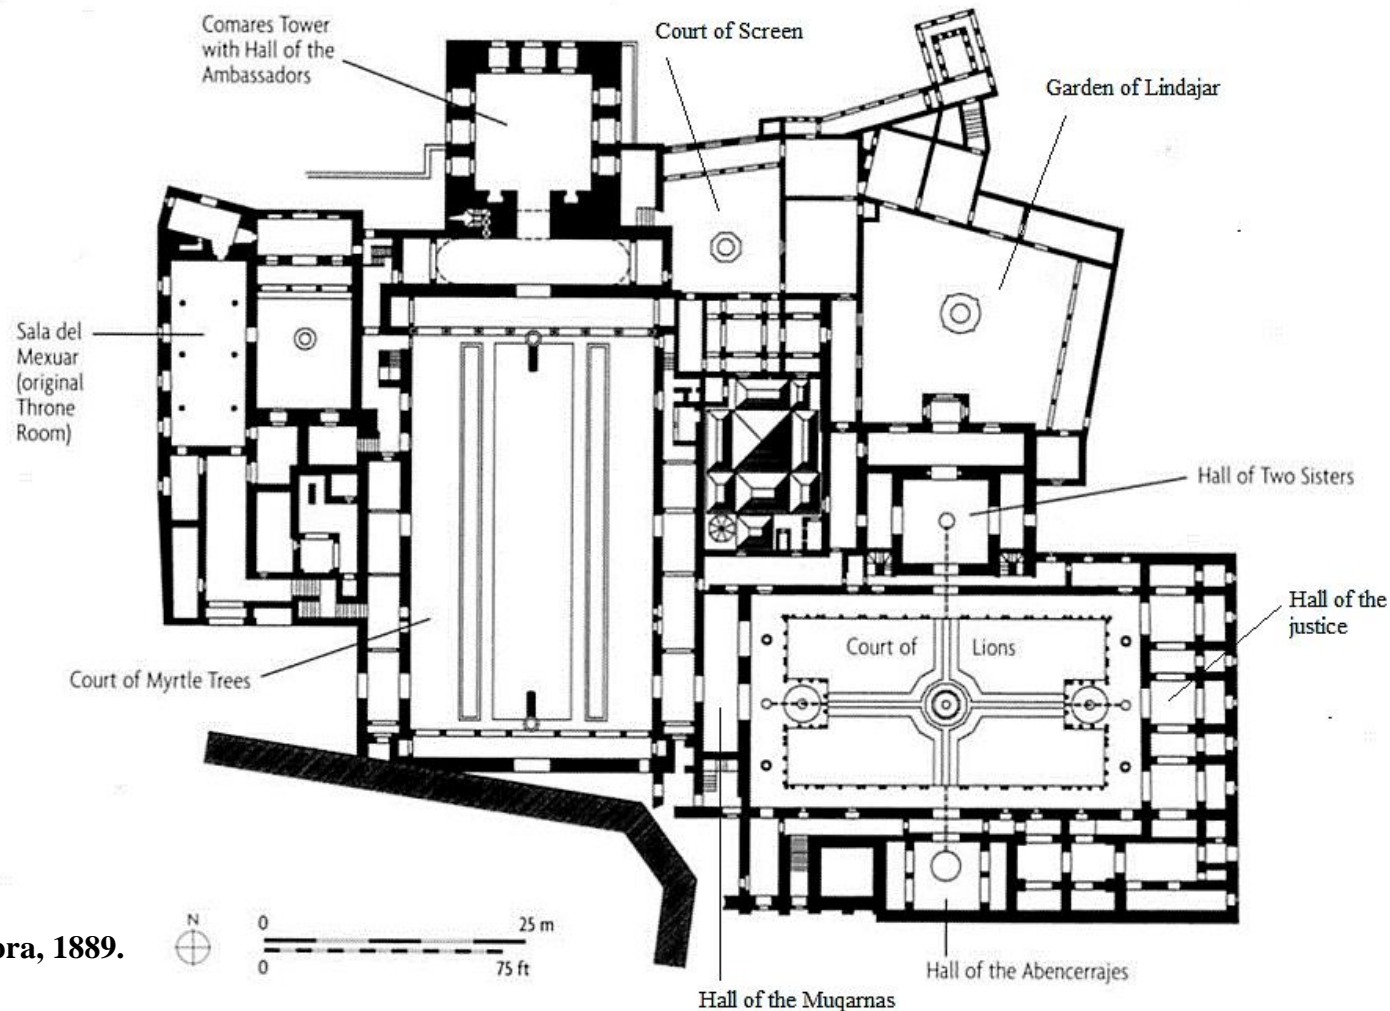 Comares Tower
with Hall of the
Ambassadors
Court of Screen
Garden of Lindajar
Sala del
Mexuar
(original
Throne
Room)
Hall of Two Sisters
Hall of the
justice
Court of Lions
Court of Myrtle Trees
N
0 25 m
0 75 ft
ora, 1889.
Hall of the Abencerrajes
Hall of the Muqarnas